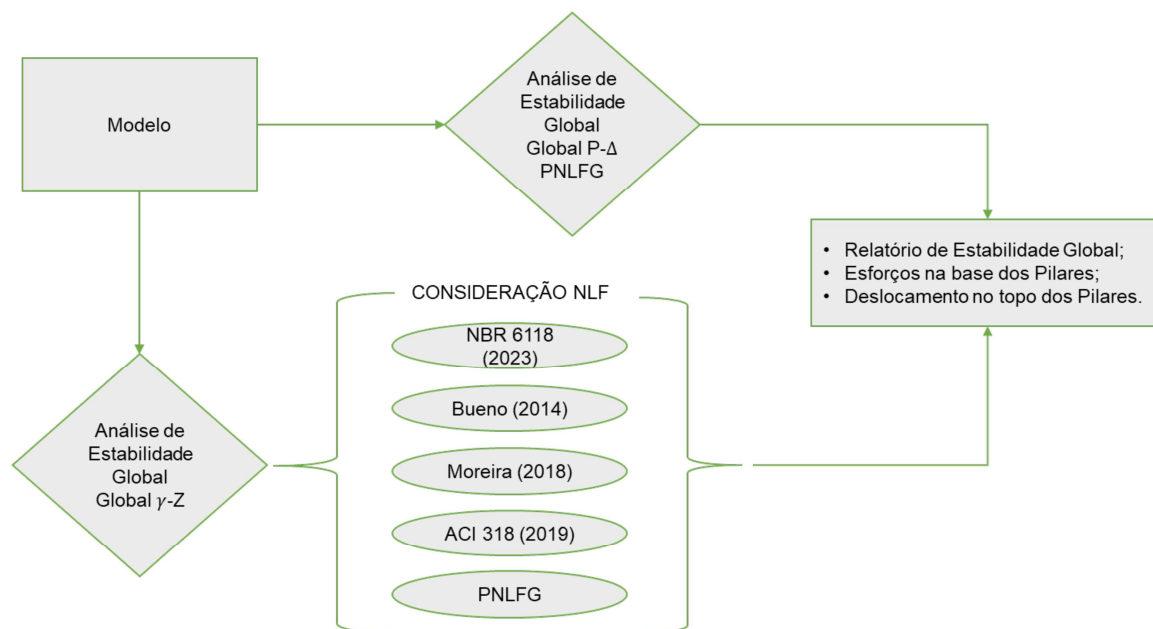 Modelo
Análise de
Estabilidade
Global
Global P-Δ
PNLFG
• Relatório de Estabilidade Global;
• Esforços na base dos Pilares;
• Deslocamento no topo dos Pilares.
CONSIDERAÇÃO NLF
NBR 6118
(2023)
Bueno (2014)
Moreira (2018)
ACI 318 (2019)
PNLFG
Análise de
Estabilidade
Global
Global γ-Z